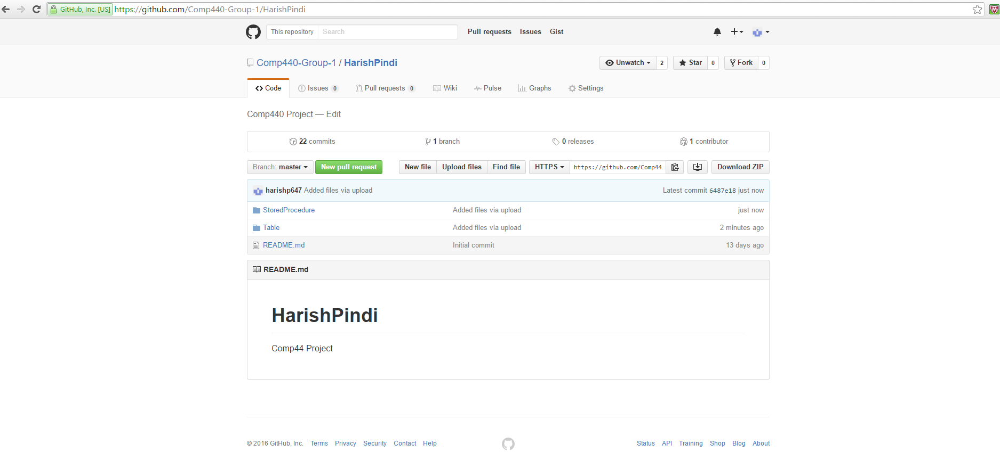 GitHub, Inc. [US] https://github.com/Comp440-Group-1/HarishPindi
This repository Search Pull requests Issues Gist
Comp440-Group-1 / HarishPindi Unwatch 2 Star 0 Fork 0
Code Issues 0 Pull requests 0 Wiki Pulse Graphs Settings
Comp440 Project — Edit
22 commits 1 branch 0 releases 1 contributor
Branch: master New pull request New file Upload files Find file HTTPS https://github.com/Comp44 Download ZIP
harishp647 Added files via upload Latest commit 6487e18 just now
StoredProcedure Added files via upload just now
Table Added files via upload 2 minutes ago
README.md Initial commit 13 days ago
README.md
HarishPindi
Comp44 Project
© 2016 GitHub, Inc. Terms Privacy Security Contact Help Status API Training Shop Blog About